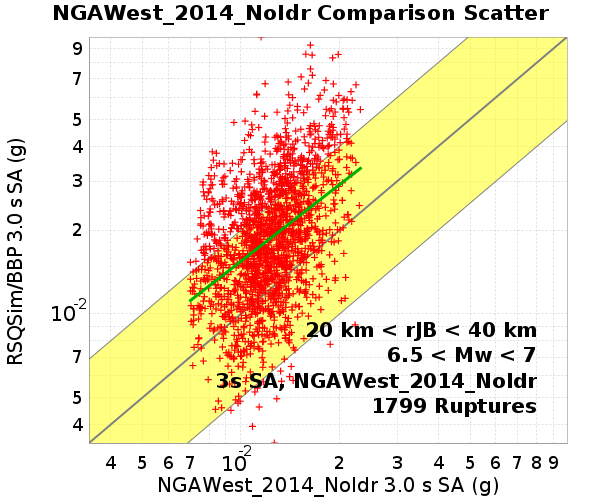 NGAWest_2014_NoIdr Comparison Scatter
RSQSim/BBP 3.0 s SA (g)
9
7
5
4
3
2
10-2
7
5
4
20 km < rJB < 40 km
6.5 < Mw < 7
3s SA, NGAWest_2014_NoIdr
1799 Ruptures
4 5 6 7 10-2 2 3 4 5 6 7 8 9
NGAWest_2014_NoIdr 3.0 s SA (g)